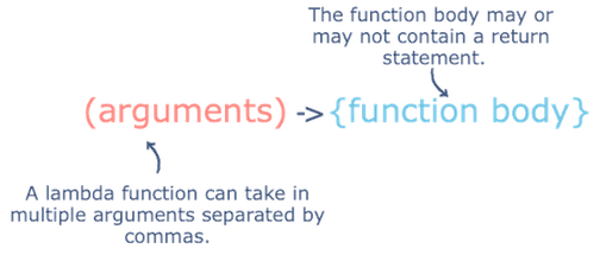 The function body may or
may not contain a return
statement.
(arguments) -> {function body}
A lambda function can take in
multiple arguments separated by
commas.